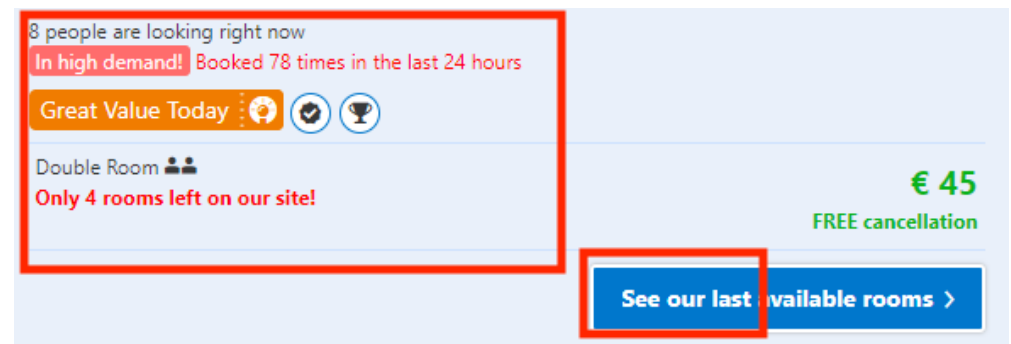 8 people are looking right now
In high demand! Booked 78 times in the last 24 hours
Great Value Today
Double Room
Only 4 rooms left on our site!
€ 45
FREE cancellation
See our last available rooms >